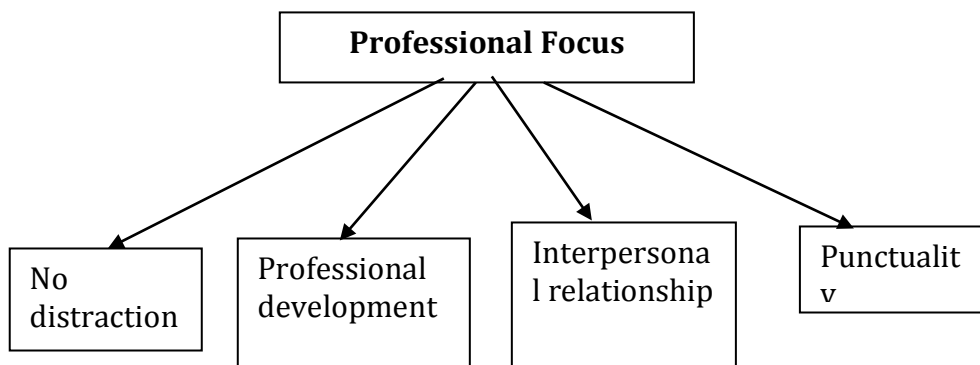 Professional Focus
No
distraction
Professional
development
Interpersona
l relationship
Punctualit
y